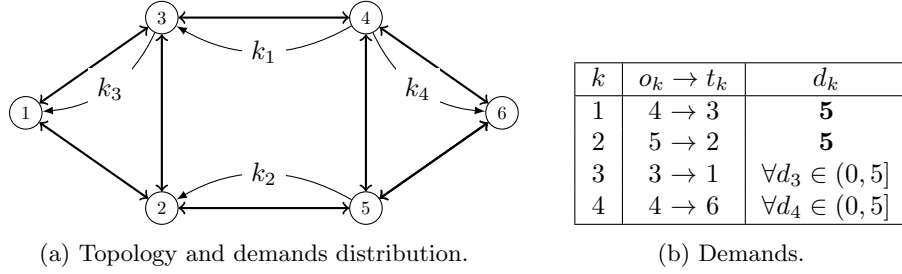 3
4
k₁
k₃
k₄
1
6
k₂
2
5
(a) Topology and demands distribution.
k oₖ → tₖ dₖ
1 4 → 3 5
2 5 → 2 5
3 3 → 1 ∀d₃ ∈ (0, 5]
4 4 → 6 ∀d₄ ∈ (0, 5]
(b) Demands.